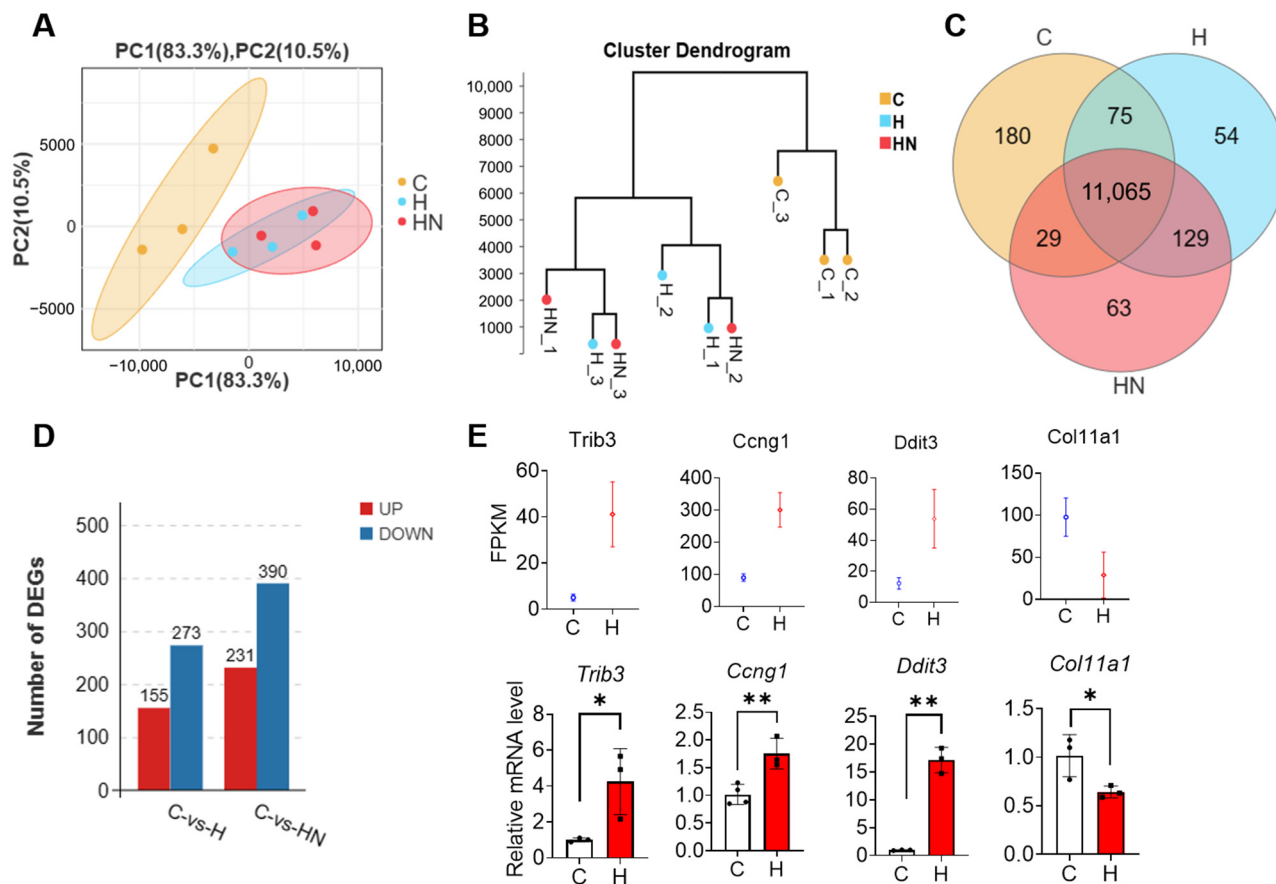 A
PC1(83.3%),PC2(10.5%)
PC2(10.5%)
5000
0
−5000
−10,000
0
10,000
PC1(83.3%)
C
H
HN
B
Cluster Dendrogram
10,000
9000
8000
7000
6000
5000
4000
3000
2000
1000
HN_1
H_3
HN_3
H_2
H_1
HN_2
C_3
C_1
C_2
C
H
HN
C
C
H
180
75
54
11,065
29
129
63
HN
D
Number of DEGs
500
400
300
200
100
0
155
273
231
390
C-vs-H
C-vs-HN
UP
DOWN
E
Trib3
Ccng1
Ddit3
Col11a1
FPKM
60
40
20
0
C H
400
300
200
100
0
C H
80
60
40
20
0
C H
150
100
50
0
C H
Trib3
Ccng1
Ddit3
Col11a1
Relative mRNA level
8
6
4
2
0
*
C H
2.5
2.0
1.5
1.0
0.5
0.0
**
C H
25
20
15
10
5
0
**
C H
1.5
1.0
0.5
0.0
*
C H